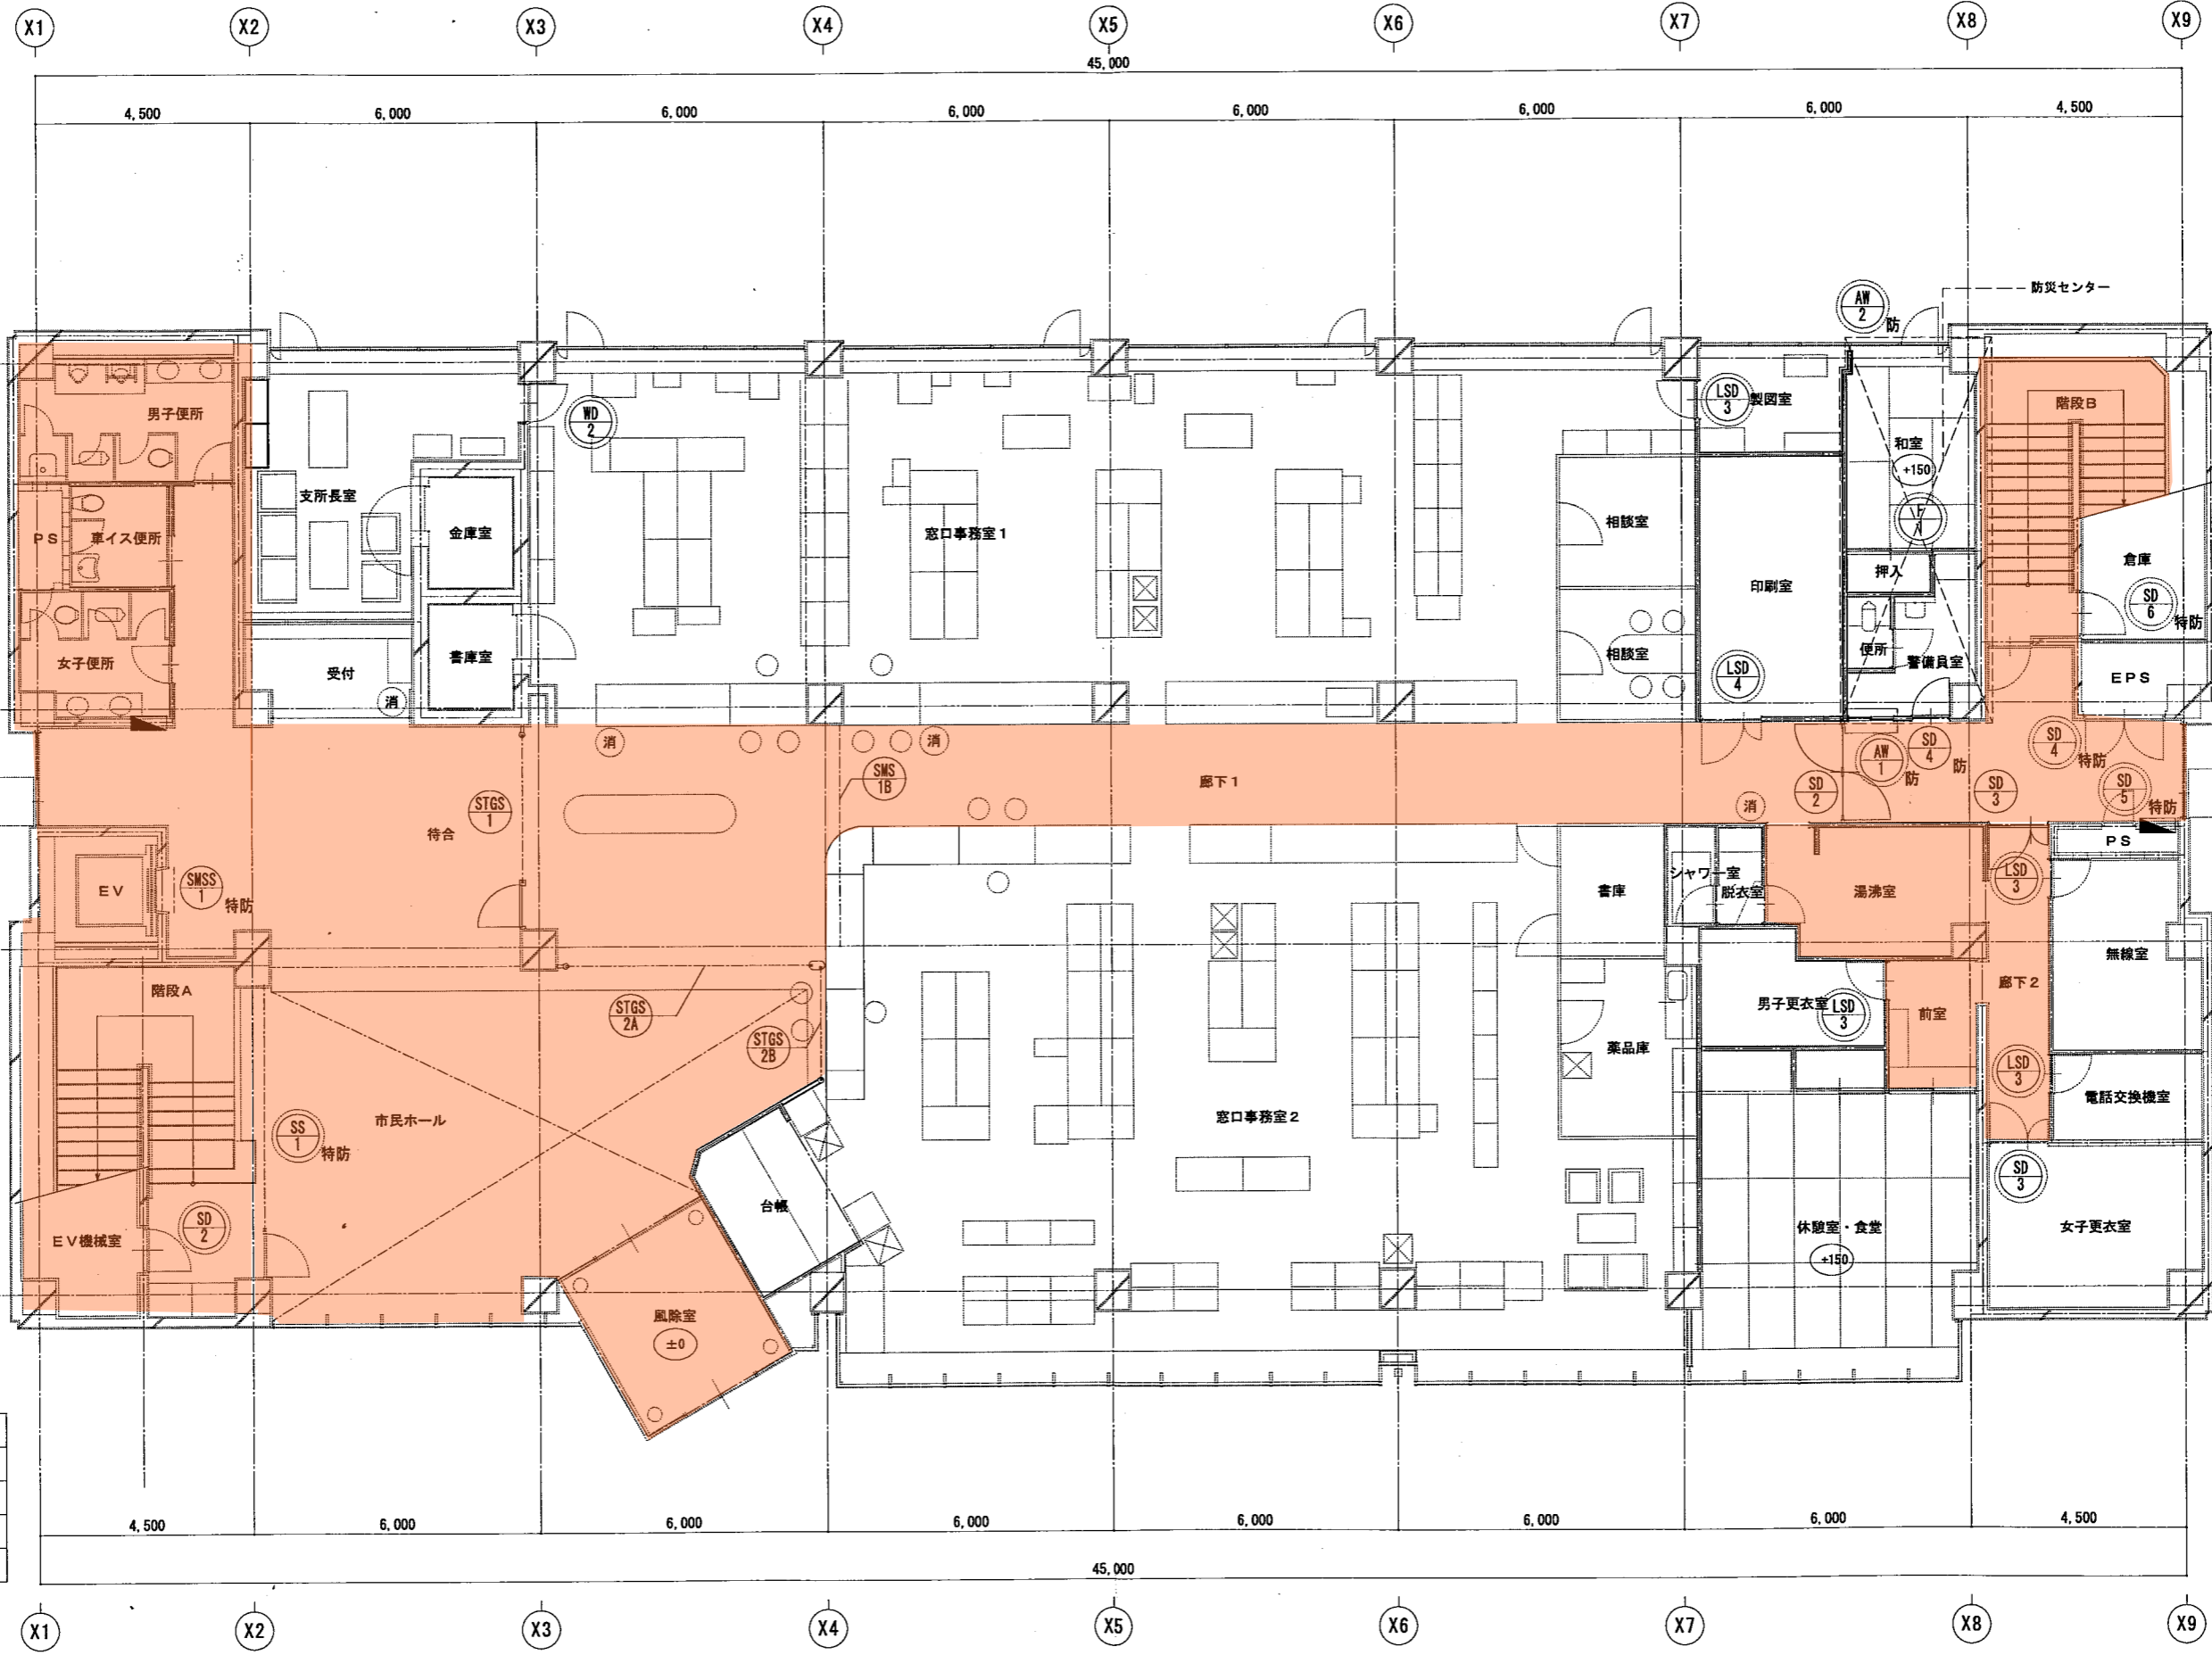 X1 X2 X3 X4 X5 X6 X7 X8 X9
45,000
4,500 6,000 6,000 6,000 6,000 6,000 6,000 4,500
防災センター
AW 2 防
男子便所
WD 2
LSD 3 製図室
階段B
和室
+150
支所長室
PS
車イス便所
金庫室
窓口事務室1
相談室
F 1
印刷室
押入
倉庫
SD 6 特防
女子便所
受付
消
書庫室
相談室
LSD 4
便所
警備員室
EPS
消
消
SMS 1B
廊下1
STGS 1
待合
AW 1 防
SD 4 防
SD 4 特防
SD 2
SD 3
SD 5 特防
消
PS
EV
SMSS 1 特防
書庫
シャワー室
脱衣室
湯沸室
LSD 3
無線室
階段A
STGS 2A
STGS 2B
男子更衣室
LSD 3
前室
廊下2
薬品庫
LSD 3
電話交換機室
SS 1 特防
市民ホール
窓口事務室2
SD 3
台帳
EV機械室
SD 2
休憩室・食堂
+150
女子更衣室
風除室
±0
4,500 6,000 6,000 6,000 6,000 6,000 6,000 4,500
45,000
X1 X2 X3 X4 X5 X6 X7 X8 X9